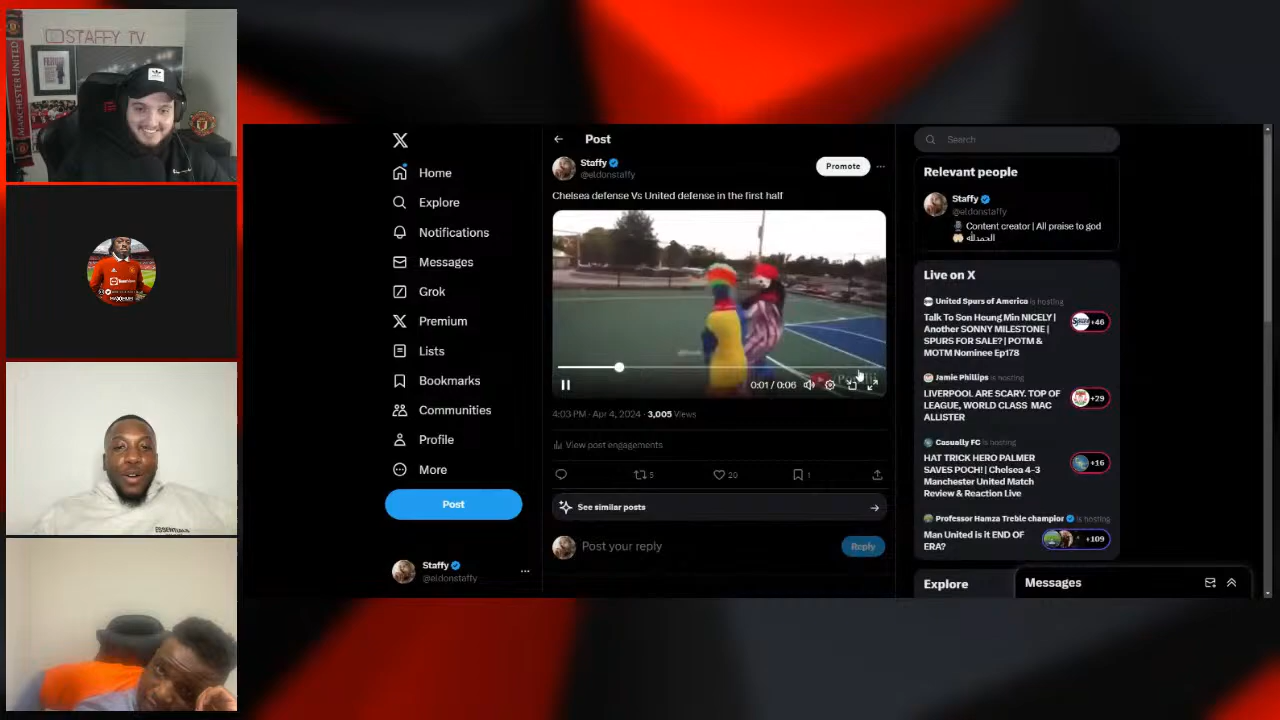 STAFFY TV
MANCHESTER UNITED
ESSENTIALS
Home
Explore
Notifications
Messages
Grok
Premium
Lists
Bookmarks
Communities
Profile
More
Post
Staffy
@eldonstaffy
Post
Staffy
@eldonstaffy
Promote
Chelsea defense Vs United defense in the first half
0:01 / 0:06
4:03 PM · Apr 4, 2024 · 3,005 Views
View post engagements
5
20
1
See similar posts
Post your reply
Reply
Search
Relevant people
Staffy
@eldonstaffy
Content creator | All praise to god
الحمدلله
Live on X
United Spurs of America is hosting
Talk To Son Heung Min NICELY |
Another SONNY MILESTONE |
SPURS FOR SALE? | POTM &
MOTM Nominee Ep178
+46
Jamie Phillips is hosting
LIVERPOOL ARE SCARY. TOP OF
LEAGUE, WORLD CLASS MAC
ALLISTER
+29
Casually FC is hosting
HAT TRICK HERO PALMER
SAVES POCH! | Chelsea 4-3
Manchester United Match
Review & Reaction Live
+16
Professor Hamza Treble champior is hosting
Man United is it END OF
ERA?
+109
Explore
Messages